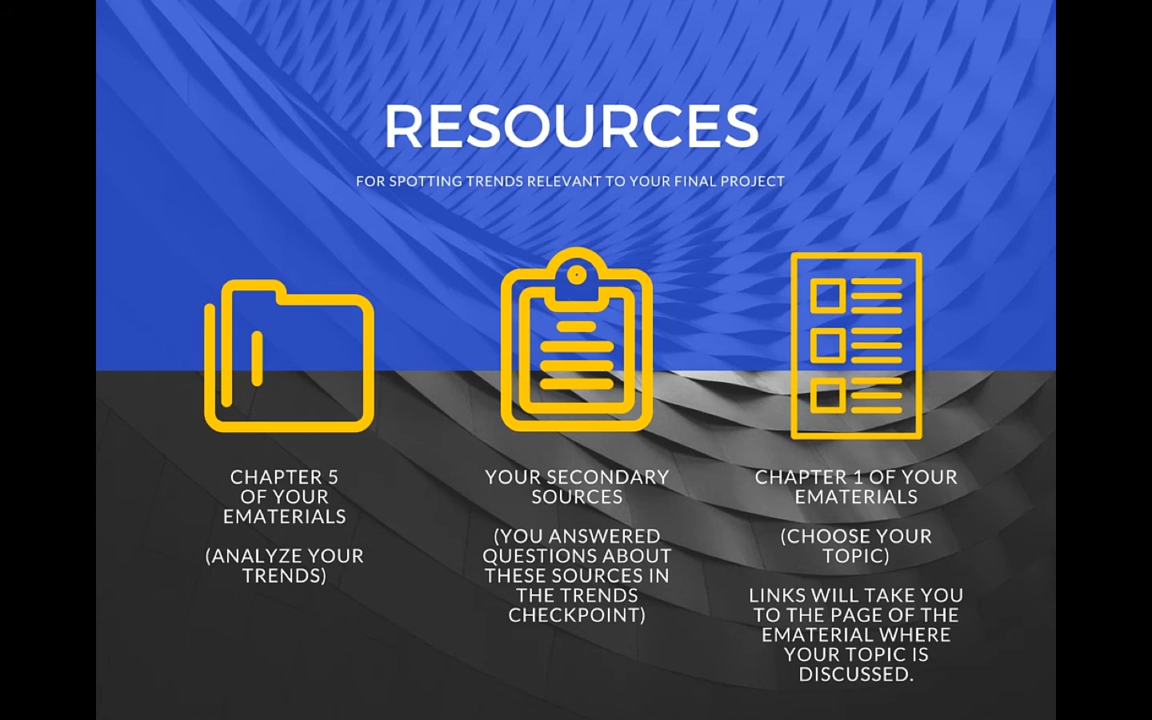 RESOURCES
FOR SPOTTING TRENDS RELEVANT TO YOUR FINAL PROJECT
CHAPTER 5
OF YOUR
EMATERIALS
(ANALYZE YOUR
TRENDS)
YOUR SECONDARY
SOURCES
(YOU ANSWERED
QUESTIONS ABOUT
THESE SOURCES IN
THE TRENDS
CHECKPOINT)
CHAPTER 1 OF YOUR
EMATERIALS
(CHOOSE YOUR
TOPIC)
LINKS WILL TAKE YOU
TO THE PAGE OF THE
EMATERIAL WHERE
YOUR TOPIC IS
DISCUSSED.